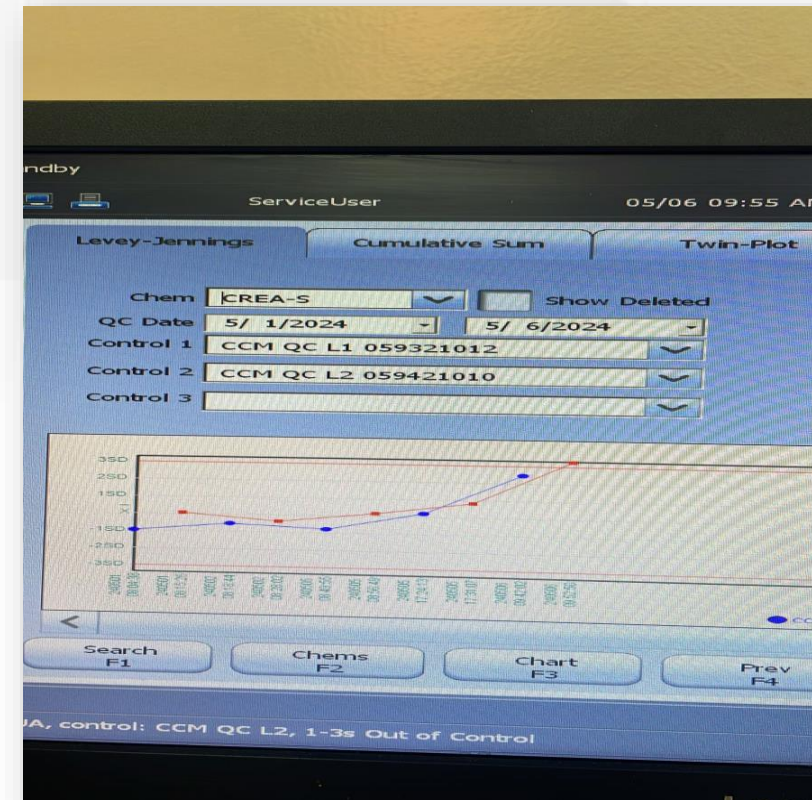 ndby
ServiceUser 05/06 09:55 A
Levey-Jennings Cumulative Sum Twin-Plot
Chem CREA-S Show Deleted
QC Date 5/ 1/2024 5/ 6/2024
Control 1 CCM QC L1 059321012
Control 2 CCM QC L2 059421010
Control 3
3SD
2SD
1SD
-1SD
-2SD
-3SD
<
Search
F1
Chems
F2
Chart
F3
Prev
F4
A, control: CCM QC L2, 1-3s Out of Control